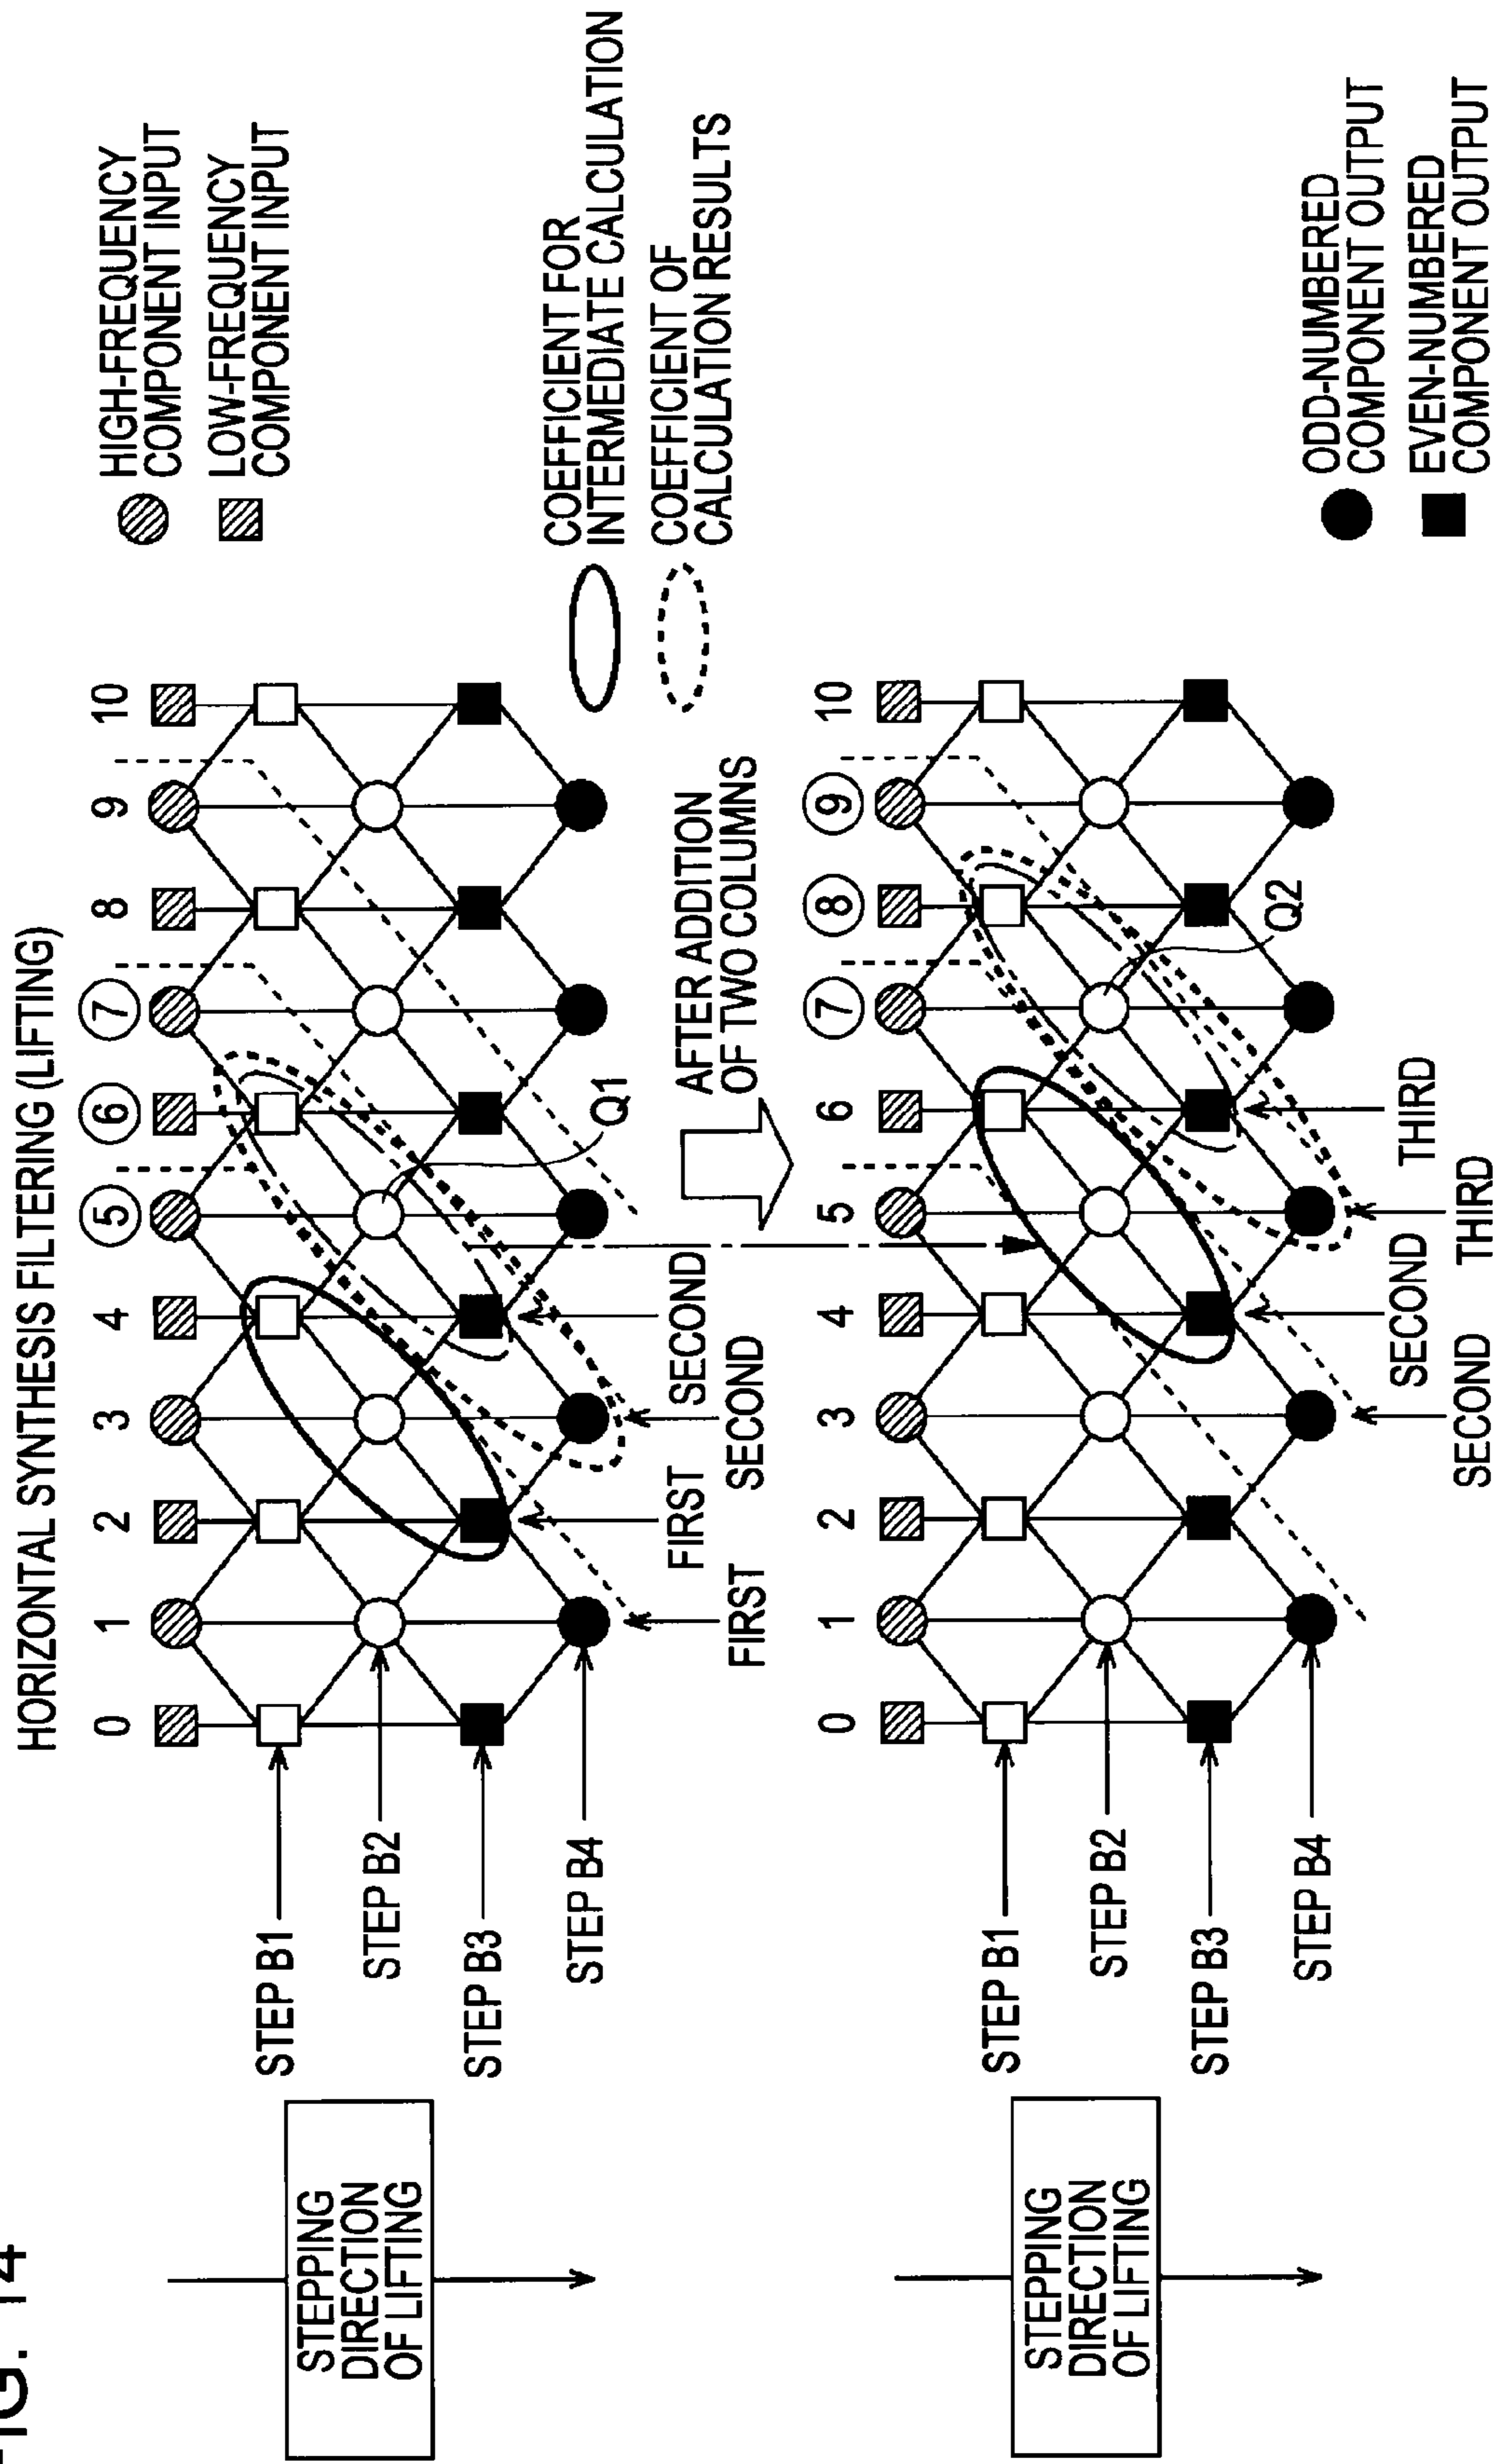 FIG. 14
HORIZONTAL SYNTHESIS FILTERING (LIFTING)
0 1 2 3 4 5 6 7 8 9 10
HIGH-FREQUENCY
COMPONENT INPUT
LOW-FREQUENCY
COMPONENT INPUT
STEPPING
DIRECTION
OF LIFTING
STEP B1
STEP B2
STEP B3
STEP B4
Q1
FIRST
FIRST
SECOND
SECOND
COEFFICIENT FOR
INTERMEDIATE CALCULATION
COEFFICIENT OF
CALCULATION RESULTS
AFTER ADDITION
OF TWO COLUMNS
0 1 2 3 4 5 6 7 8 9 10
STEPPING
DIRECTION
OF LIFTING
STEP B1
STEP B2
STEP B3
STEP B4
Q2
SECOND
SECOND
THIRD
THIRD
ODD-NUMBERED
COMPONENT OUTPUT
EVEN-NUMBERED
COMPONENT OUTPUT